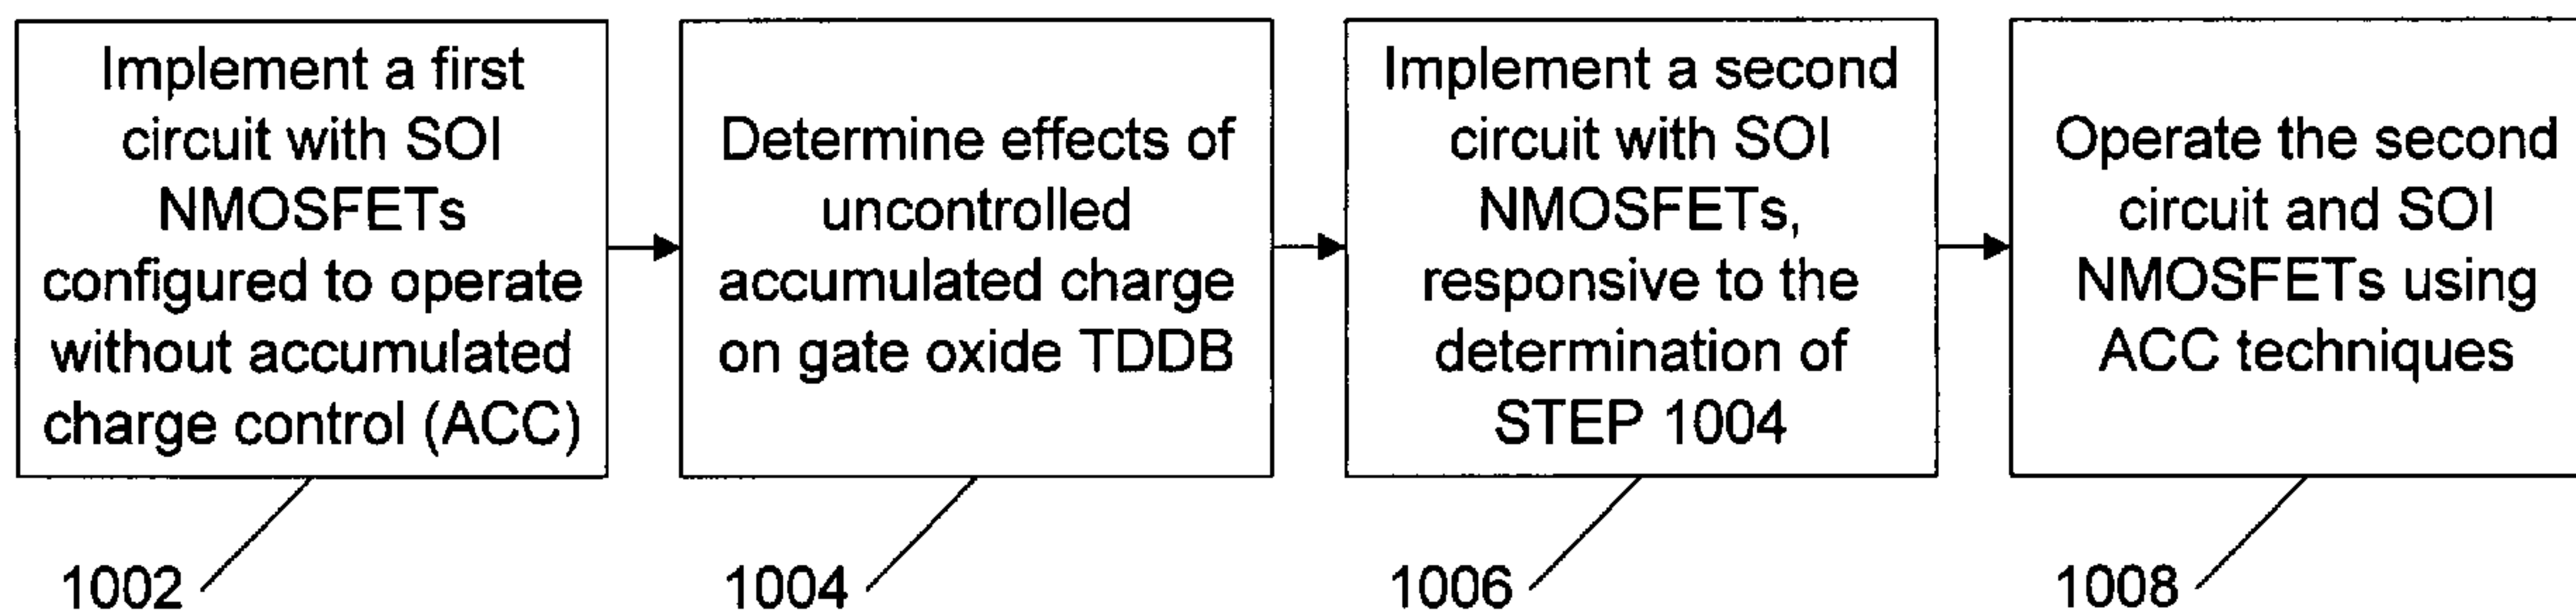 Implement a first
circuit with SOI
NMOSFETs
configured to operate
without accumulated
charge control (ACC)
Determine effects of
uncontrolled
accumulated charge
on gate oxide TDDB
Implement a second
circuit with SOI
NMOSFETs,
responsive to the
determination of
STEP 1004
Operate the second
circuit and SOI
NMOSFETs using
ACC techniques
1002
1004
1006
1008